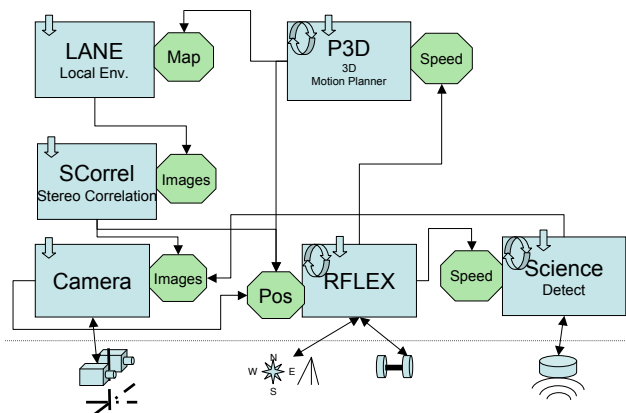 LANE
Local Env.
Map
P3D
3D
Motion Planner
Speed
SCorrel
Stereo Correlation
Images
Camera
Images
Pos
RFLEX
Speed
Science
Detect
N
W E
S